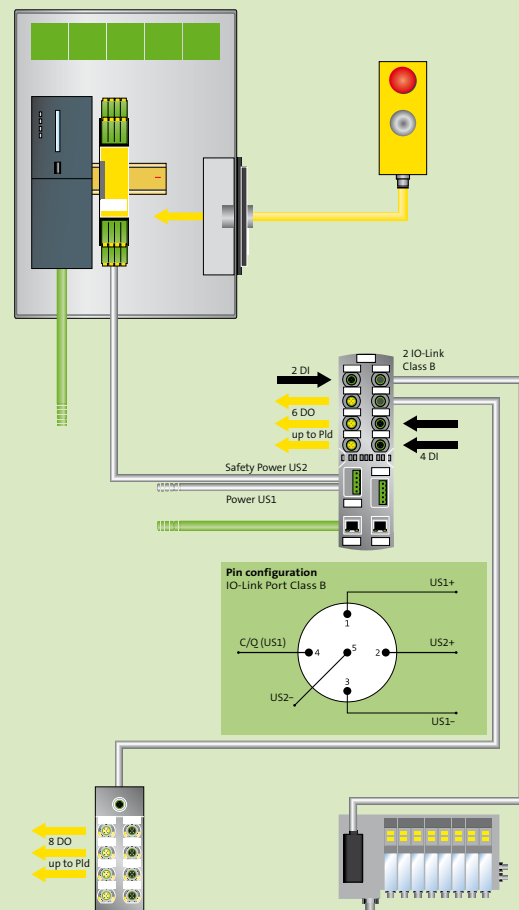 2 IO-Link
Class B
2 DI
6 DO
up to Pld
4 DI
Safety Power US2
Power US1
Pin configuration
IO-Link Port Class B
US1+
1
C/Q (US1)
4
5
2
US2+
3
US2–
US1–
8 DO
up to Pld